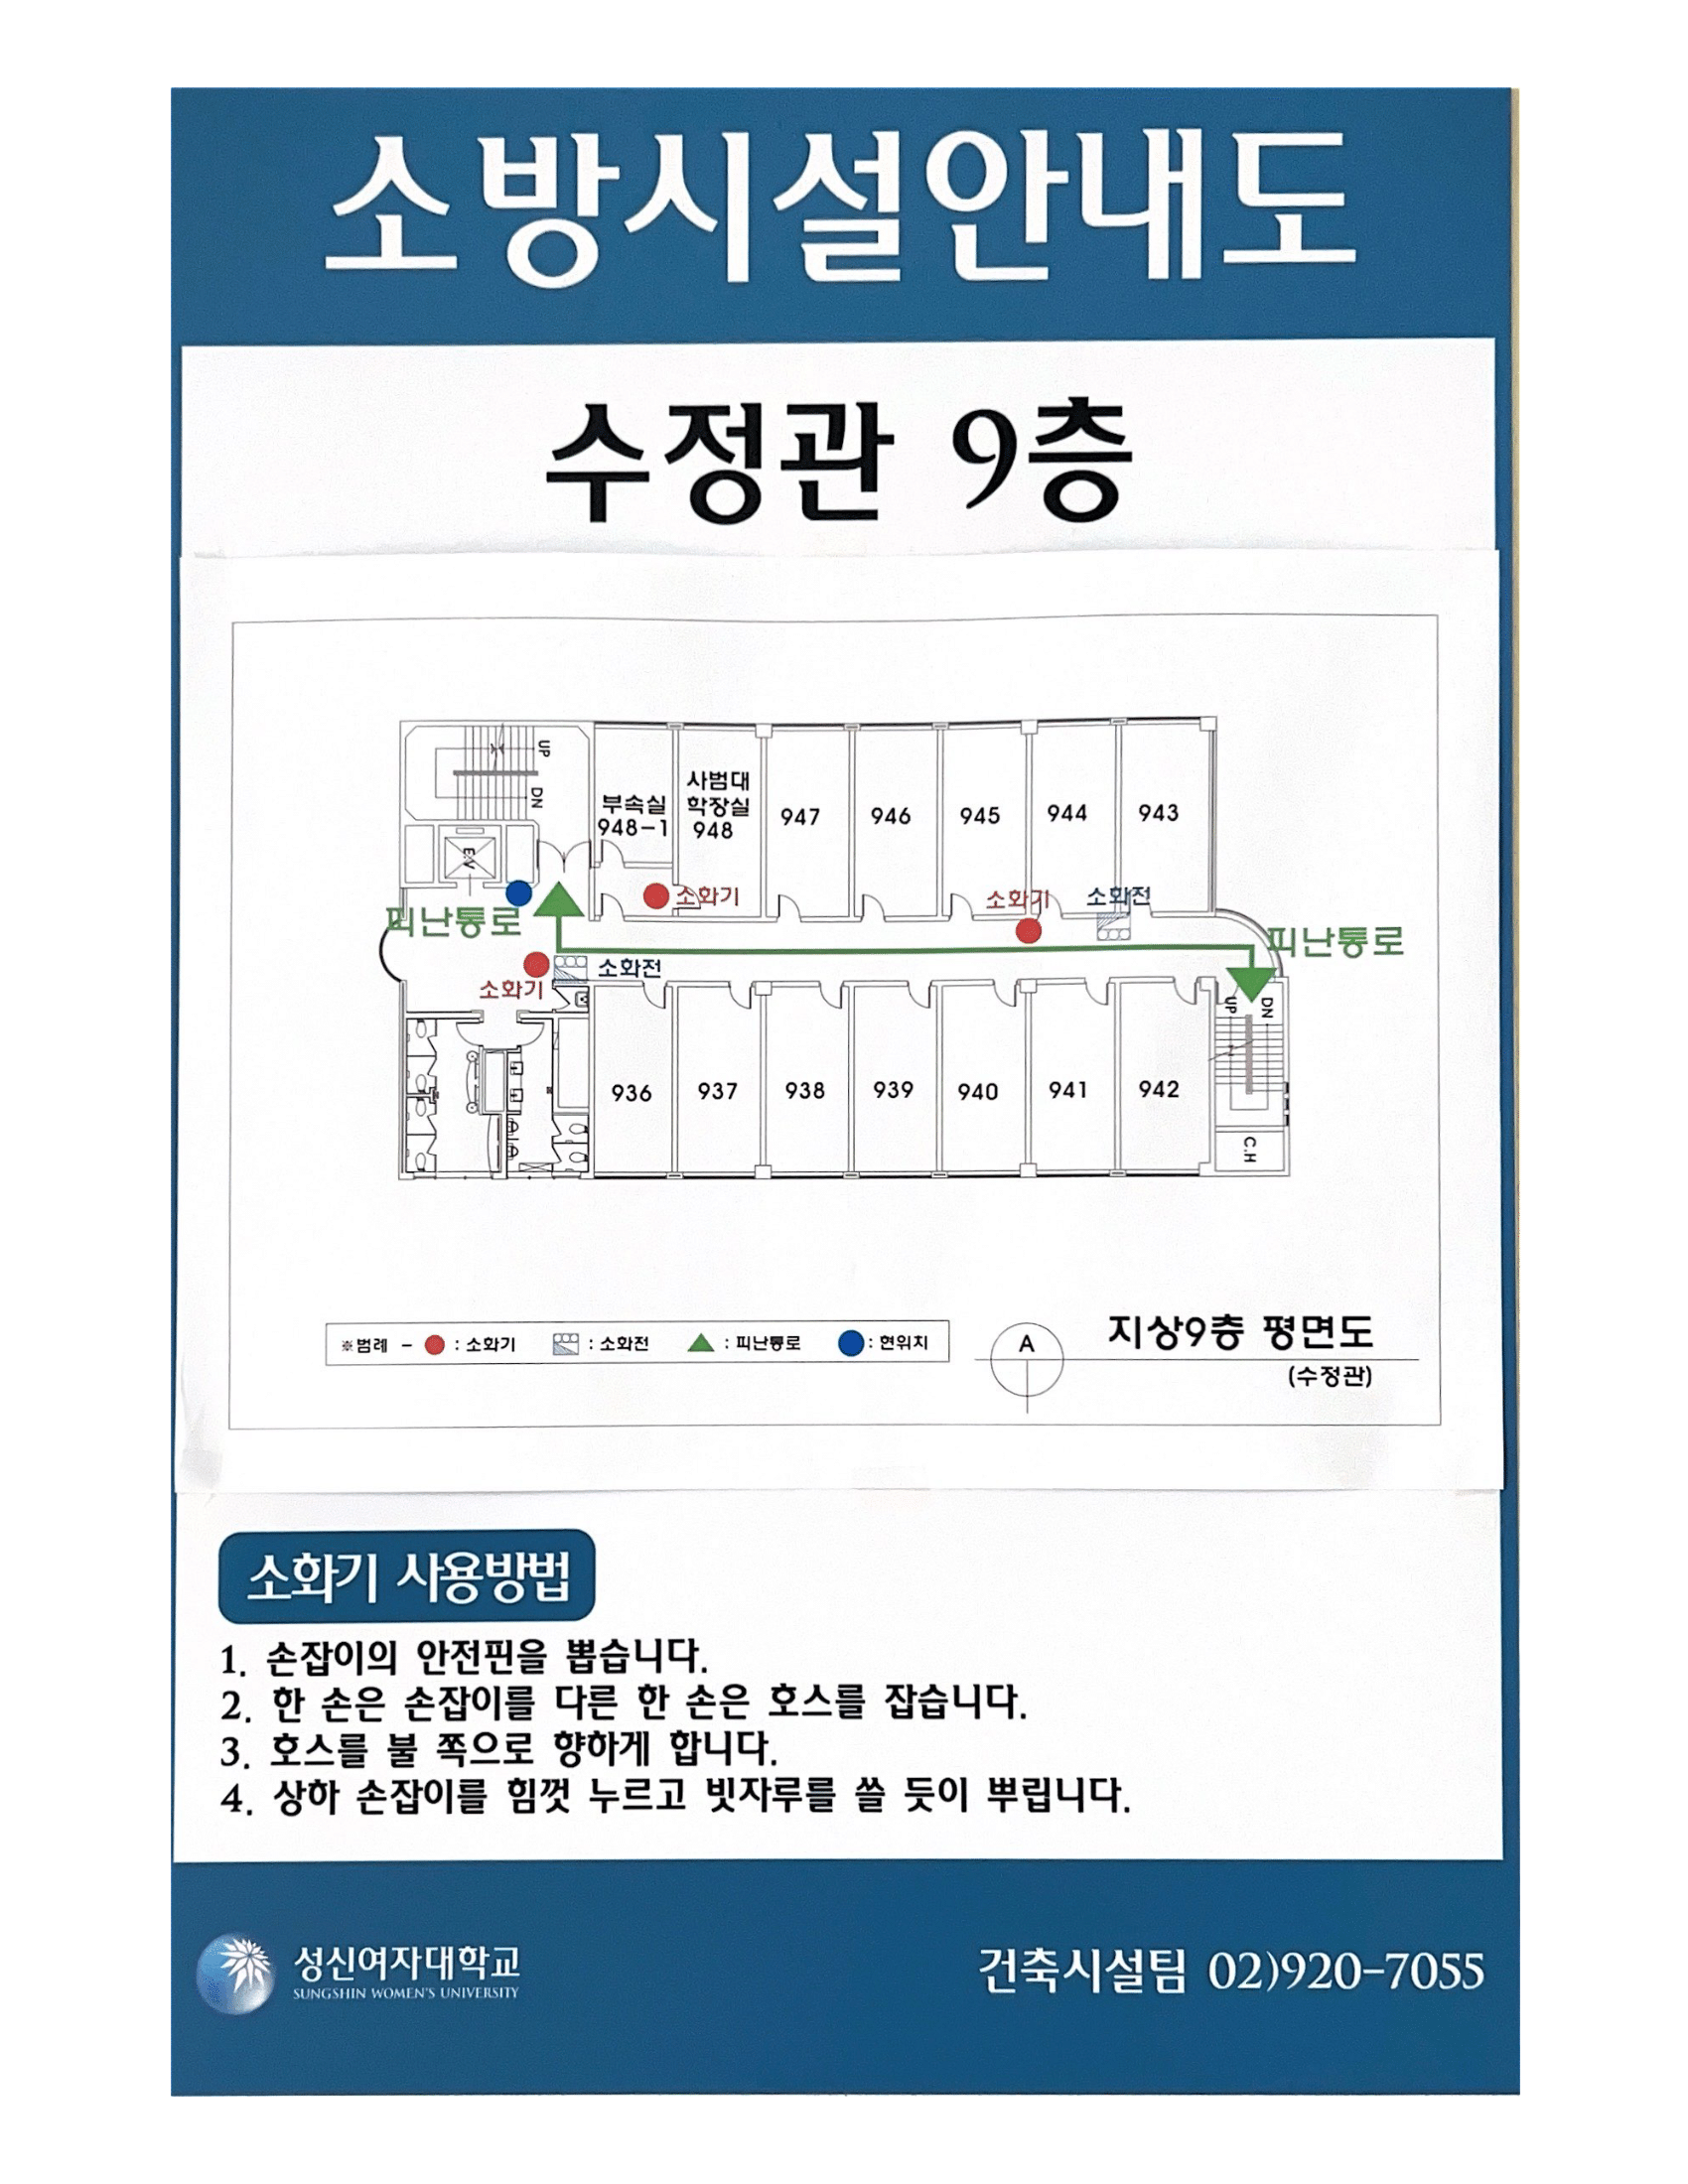 소방시설안내도
수정관 9층
UP
DN
E.V
부속실
948-1
사범대
학장실
948
947
946
945
944
943
소화기
소화기
소화전
피난통로
피난통로
소화전
소화기
UP
DN
936
937
938
939
940
941
942
C.H
※범례 - : 소화기 : 소화전 : 피난통로 : 현위치
A
지상9층 평면도
(수정관)
소화기 사용방법
1. 손잡이의 안전핀을 뽑습니다.
2. 한 손은 손잡이를 다른 한 손은 호스를 잡습니다.
3. 호스를 불 쪽으로 향하게 합니다.
4. 상하 손잡이를 힘껏 누르고 빗자루를 쓸 듯이 뿌립니다.
성신여자대학교
SUNGSHIN WOMEN'S UNIVERSITY
건축시설팀 02)920-7055